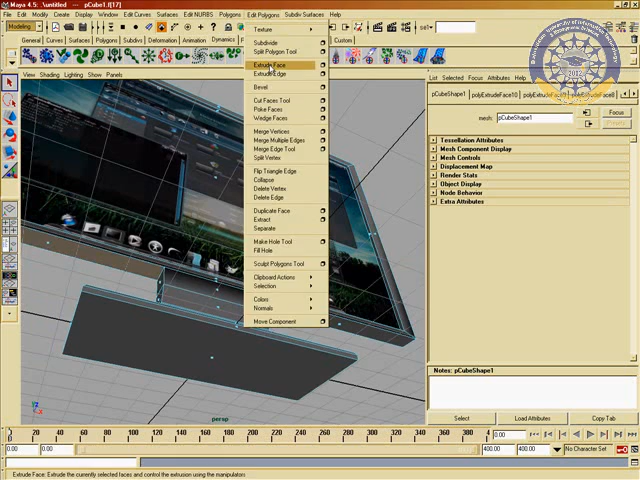 Maya 4.5: .\untitled --- pCube1.f[17]
File Edit Modify Create Display Window Edit Curves Surfaces Edit NURBS Polygons Edit Polygons Subdiv Surfaces Help
Modeling
General Curves Surfaces Polygons Subdivs Deformation Animation Dynamics Custom
View Shading Lighting Show Panels
Texture
Subdivide
Split Polygon Tool
Extrude Face
Extrude Edge
Bevel
Cut Faces Tool
Poke Faces
Wedge Faces
Merge Vertices
Merge Multiple Edges
Merge Edge Tool
Split Vertex
Flip Triangle Edge
Collapse
Delete Vertex
Delete Edge
Duplicate Face
Extract
Separate
Make Hole Tool
Fill Hole
Sculpt Polygons Tool
Clipboard Actions
Selection
Colors
Normals
Move Component
2012
List Selected Focus Attributes Help
pCubeShape1 polyExtrudeFace10
mesh: pCubeShape1
Focus
Presets
Tessellation Attributes
Mesh Component Display
Mesh Controls
Displacement Map
Render Stats
Object Display
Node Behavior
Extra Attributes
Notes: pCubeShape1
Select Load Attributes Copy Tab
persp
0 20 40 60 80 100 120 140 160 180 200 220 240 260 280 300 320 340 360 380 4 0.00
0.00 0.00 400.00 400.00 No Character Set
Extrude Face: Extrude the currently selected faces and control the extrusion using the manipulators